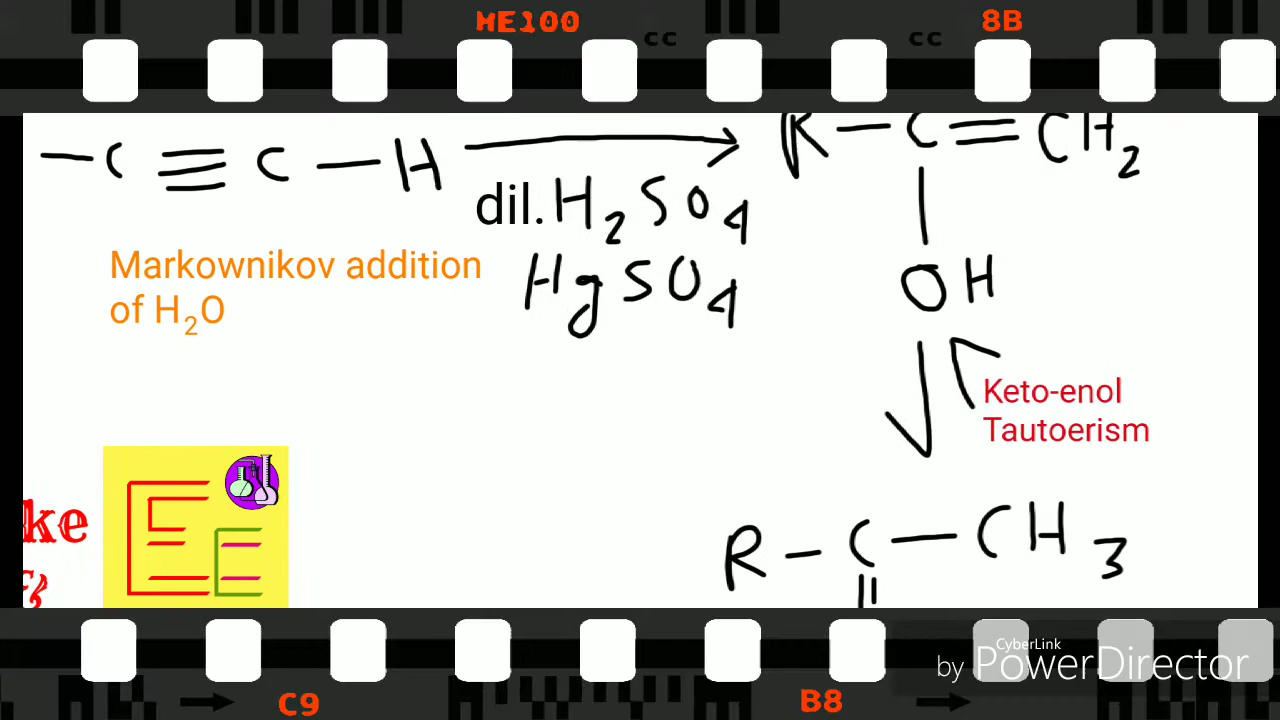 ME100
8B
cc
cc
— C ≡ C — H
R — C = CH₂
dil. H₂SO₄
HgSO₄
OH
Markownikov addition
of H₂O
Keto-enol
Tautoerism
R — C — CH₃
ke
CyberLink
by PowerDirector
C9
B8